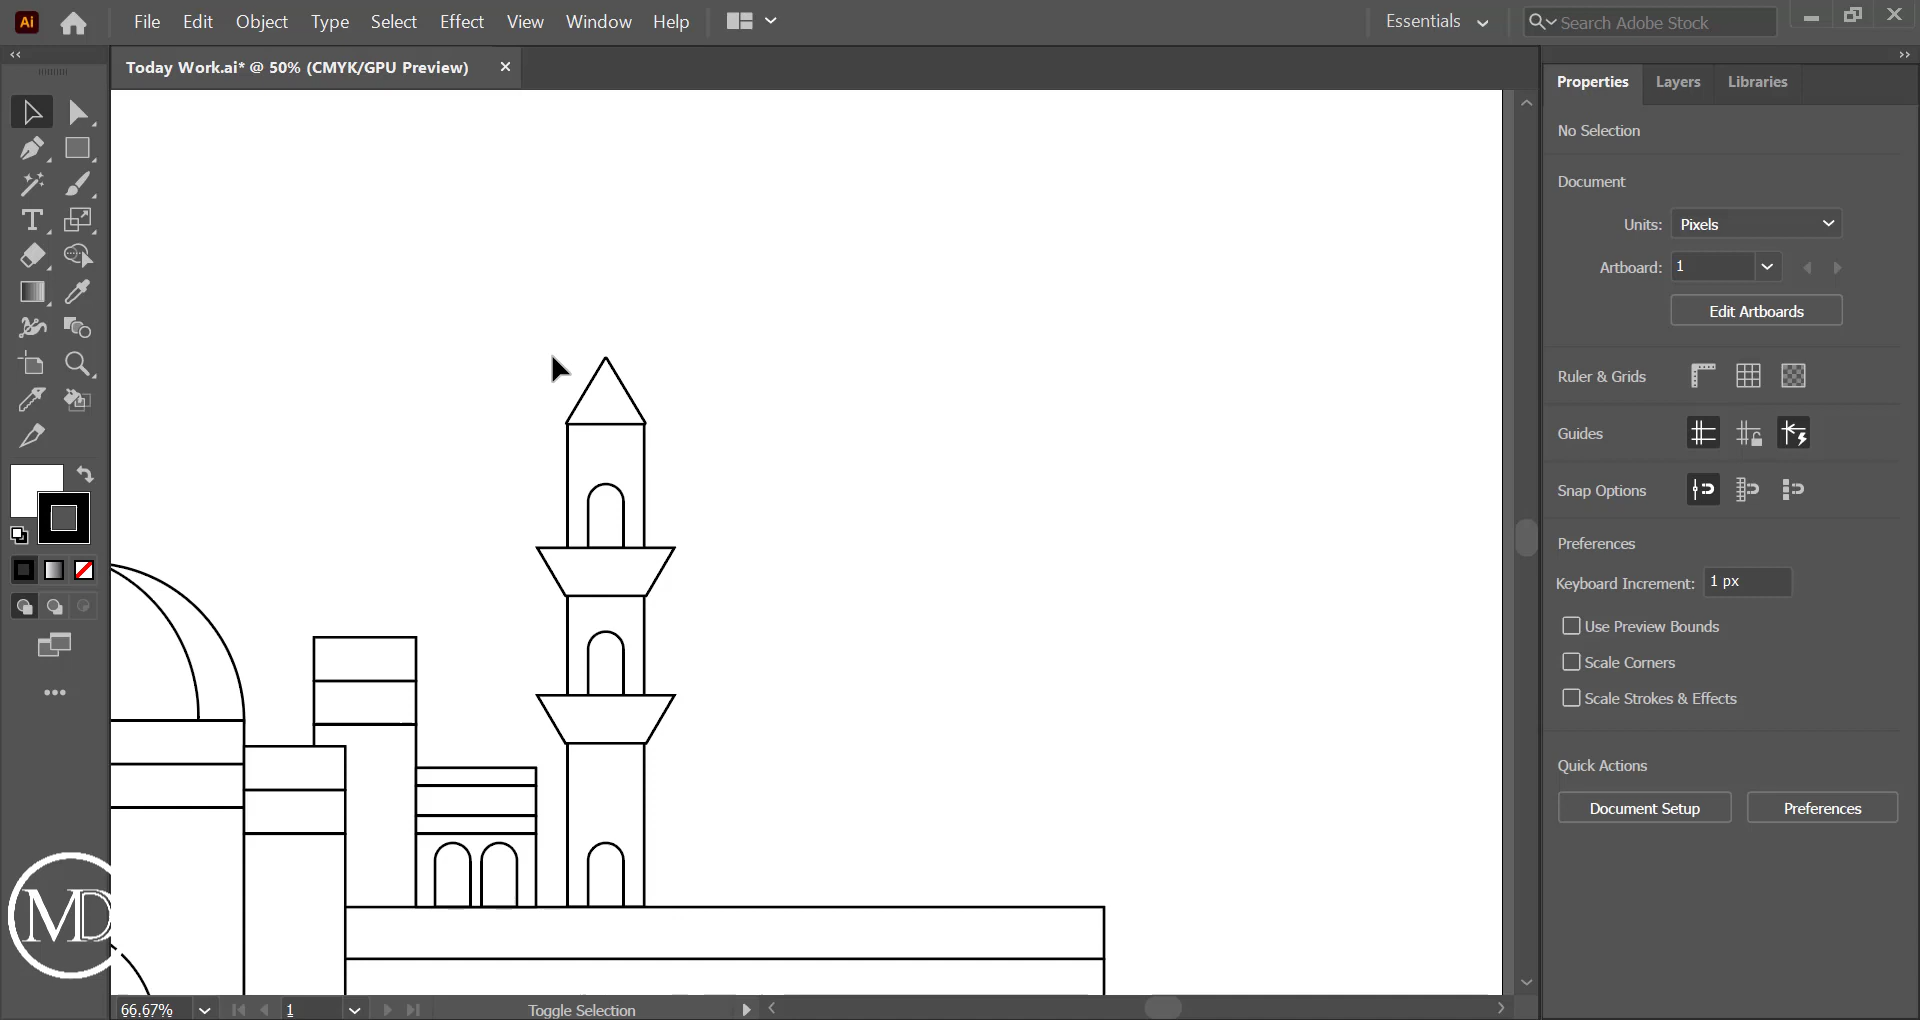 Ai File Edit Object Type Select Effect View Window Help Essentials Search Adobe Stock
Today Work.ai* @ 50% (CMYK/GPU Preview)
Properties Layers Libraries
No Selection
Document
Units: Pixels
Artboard: 1
Edit Artboards
Ruler & Grids
Guides
Snap Options
Preferences
Keyboard Increment: 1 px
Use Preview Bounds
Scale Corners
Scale Strokes & Effects
Quick Actions
Document Setup Preferences
MD
66.67% 1 Toggle Selection